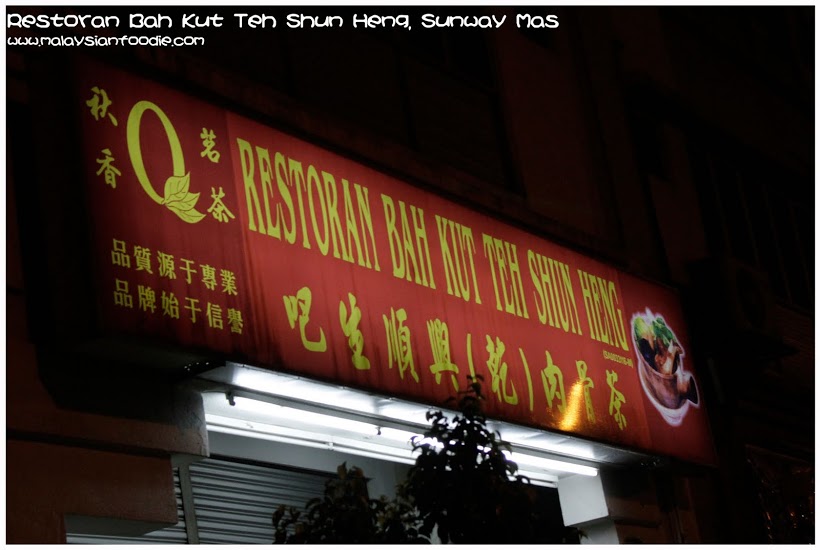 Restoran Bah Kut Teh Shun Heng, Sunway Mas
www.malaysianfoodie.com
秋香 Q 茗茶
RESTORAN BAH KUT TEH SHUN HENG
品質源于專業
品牌始于信譽
吧生順興(乾)肉骨茶